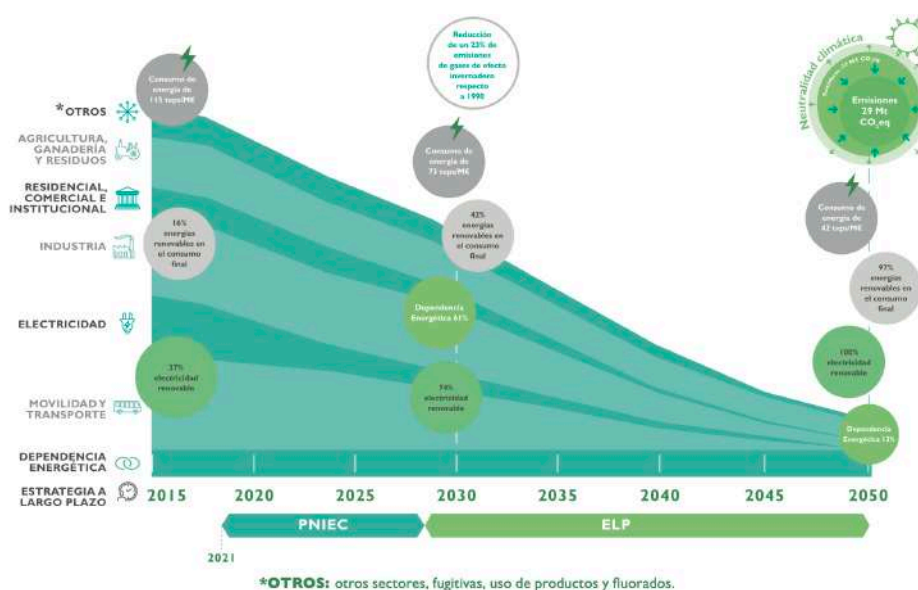 Consumo de
energía de
115 teps/M€
*OTROS
AGRICULTURA,
GANADERÍA
Y RESIDUOS
RESIDENCIAL,
COMERCIAL E
INSTITUCIONAL
INDUSTRIA
ELECTRICIDAD
MOVILIDAD Y
TRANSPORTE
DEPENDENCIA
ENERGÉTICA
ESTRATEGIA A
LARGO PLAZO
16%
energías
renovables en
el consumo
final
37%
electricidad
renovable
Reducción
de un 23% de
emisiones
de gases de efecto
invernadero
respecto
a 1990
Consumo de
energía de
73 teps/M€
42%
energías
renovables en
el consumo
final
Dependencia
Energética 61%
74%
electricidad
renovable
Neutralidad climática
Emisiones
29 Mt
CO₂eq
Consumo de
energía de
42 teps/M€
97%
energías
renovables en
el consumo
final
100%
electricidad
renovable
Dependencia
Energética 13%
2015 2020 2025 2030 2035 2040 2045 2050
PNIEC ELP
2021
*OTROS: otros sectores, fugitivas, uso de productos y fluorados.